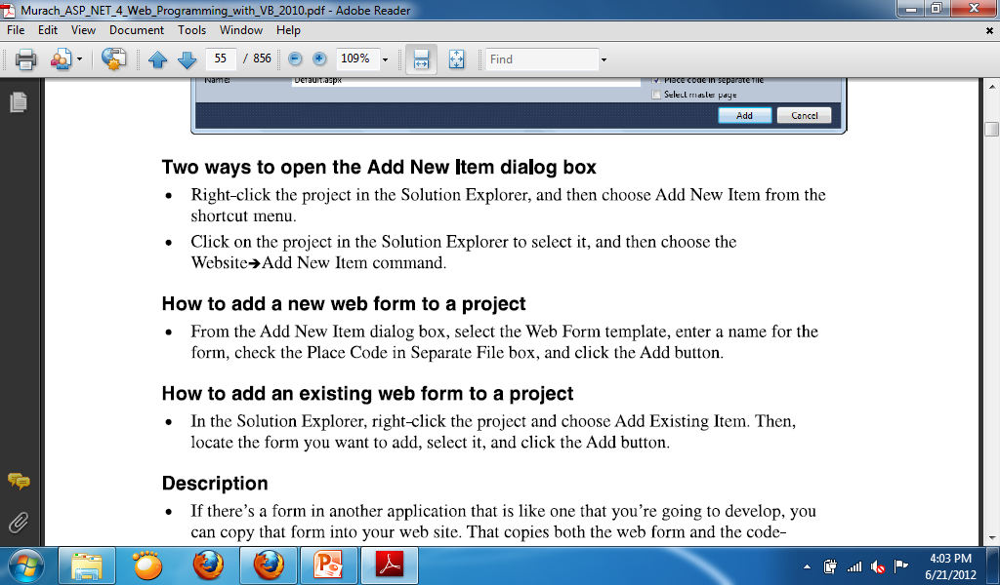 Murach_ASP_NET_4_Web_Programming_with_VB_2010.pdf - Adobe Reader
File Edit View Document Tools Window Help
55 / 856 109% Find
Name: Default.aspx Place code in separate file
Select master page
Add Cancel
Two ways to open the Add New Item dialog box
• Right-click the project in the Solution Explorer, and then choose Add New Item from the
shortcut menu.
• Click on the project in the Solution Explorer to select it, and then choose the
Website→Add New Item command.
How to add a new web form to a project
• From the Add New Item dialog box, select the Web Form template, enter a name for the
form, check the Place Code in Separate File box, and click the Add button.
How to add an existing web form to a project
• In the Solution Explorer, right-click the project and choose Add Existing Item. Then,
locate the form you want to add, select it, and click the Add button.
Description
• If there's a form in another application that is like one that you're going to develop, you
can copy that form into your web site. That copies both the web form and the code-
4:03 PM
6/21/2012